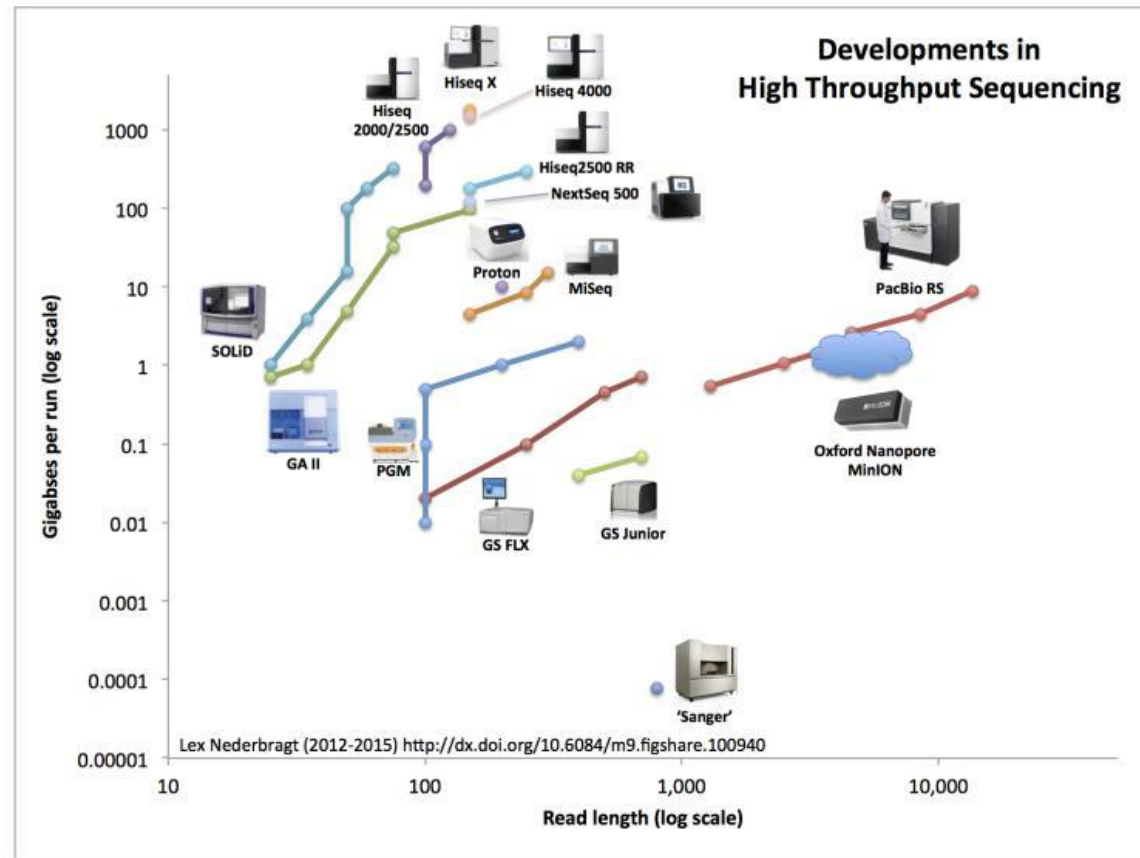 Developments in
High Throughput Sequencing
Hiseq X
Hiseq 4000
Hiseq
2000/2500
Hiseq2500 RR
NextSeq 500
Proton
MiSeq
PacBio RS
SOLiD
GA II
PGM
GS FLX
GS Junior
Oxford Nanopore
MinION
'Sanger'
Gigabses per run (log scale)
1000
100
10
1
0.1
0.01
0.001
0.0001
0.00001
Lex Nederbragt (2012-2015) http://dx.doi.org/10.6084/m9.figshare.100940
10
100
1,000
10,000
Read length (log scale)